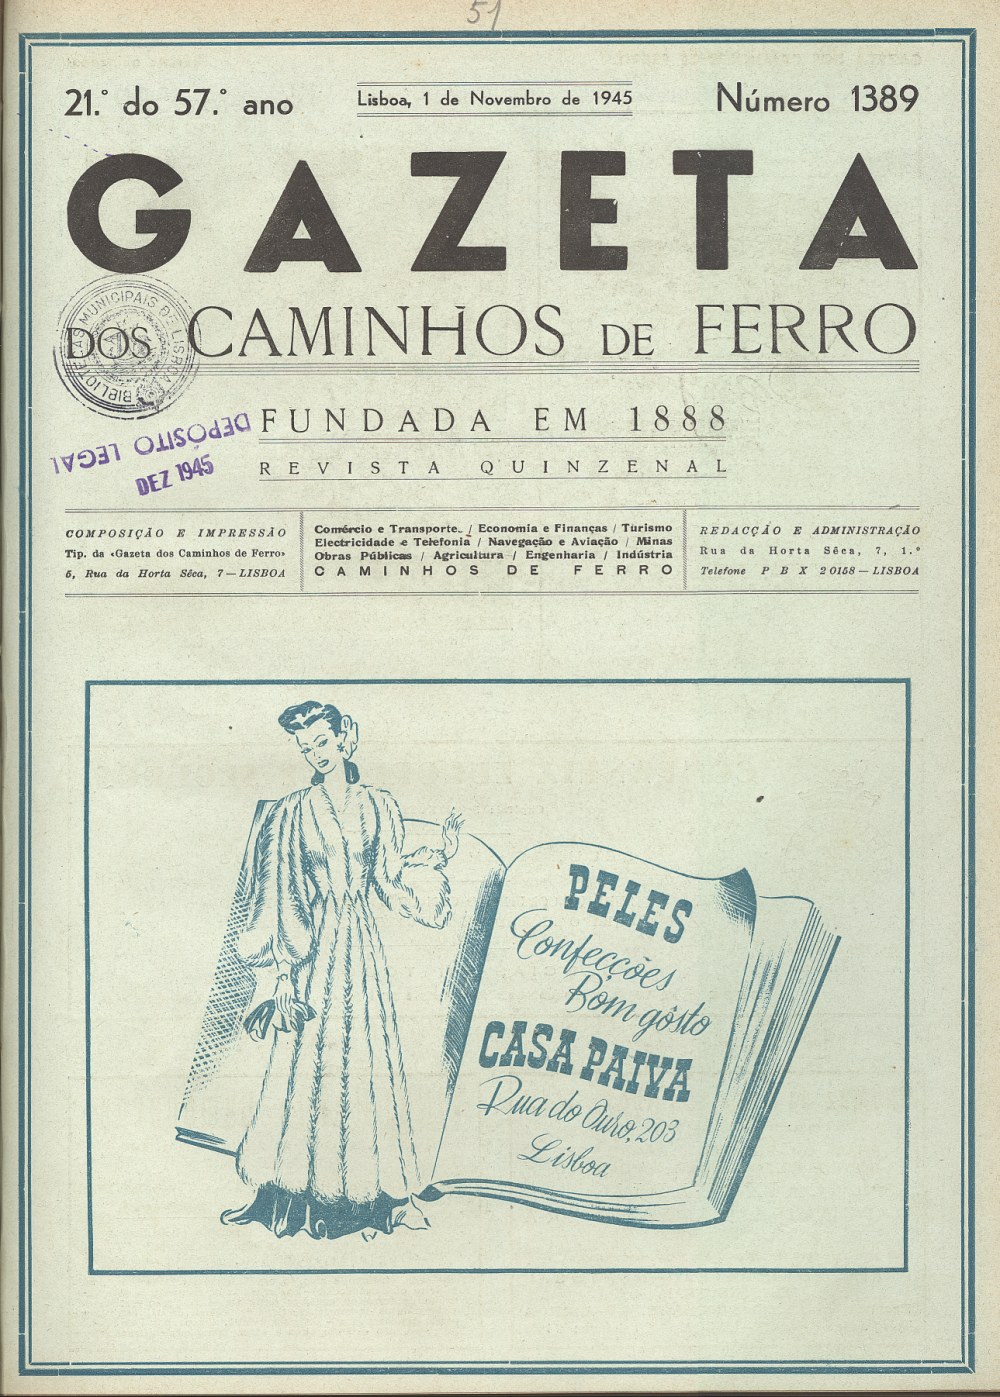 51
21.º do 57.º ano
Lisboa, 1 de Novembro de 1945
Número 1389
GAZETA
DOS CAMINHOS DE FERRO
BIBLIOTECAS MUNICIPAIS DE LISBOA
FUNDADA EM 1888
DEPÓSITO LEGAL
DEZ 1945
REVISTA QUINZENAL
COMPOSIÇÃO E IMPRESSÃO
Tip. da «Gazeta dos Caminhos de Ferro»
5, Rua da Horta Sêca, 7 — LISBOA
Comércio e Transporte. / Economia e Finanças / Turismo
Electricidade e Telefonia / Navegação e Aviação / Minas
Obras Públicas / Agricultura / Engenharia / Indústria
CAMINHOS DE FERRO
REDACÇÃO E ADMINISTRAÇÃO
Rua da Horta Sêca, 7, 1.º
Telefone P B X 20158 — LISBOA
PELES
Confecções
Bom gôsto
CASA PAIVA
Rua do Ouro, 203
Lisboa